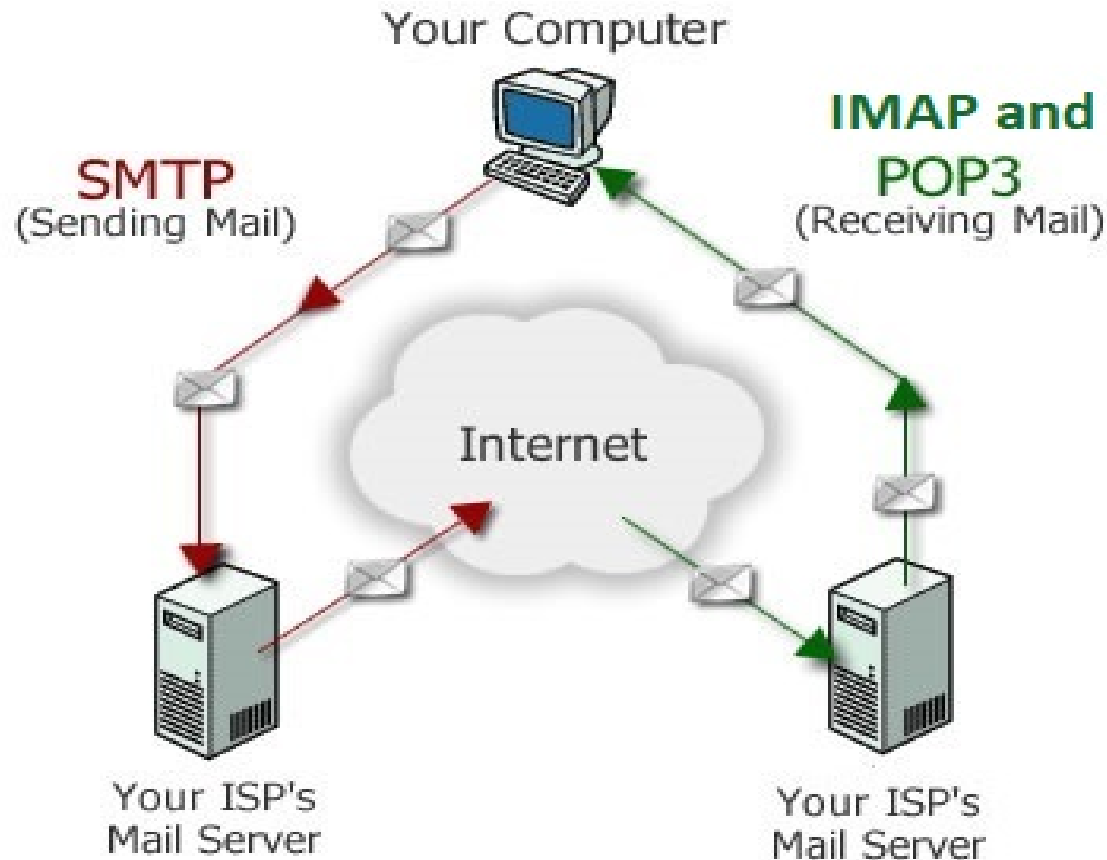 Your Computer
SMTP
(Sending Mail)
IMAP and
POP3
(Receiving Mail)
Internet
Your ISP's
Mail Server
Your ISP's
Mail Server